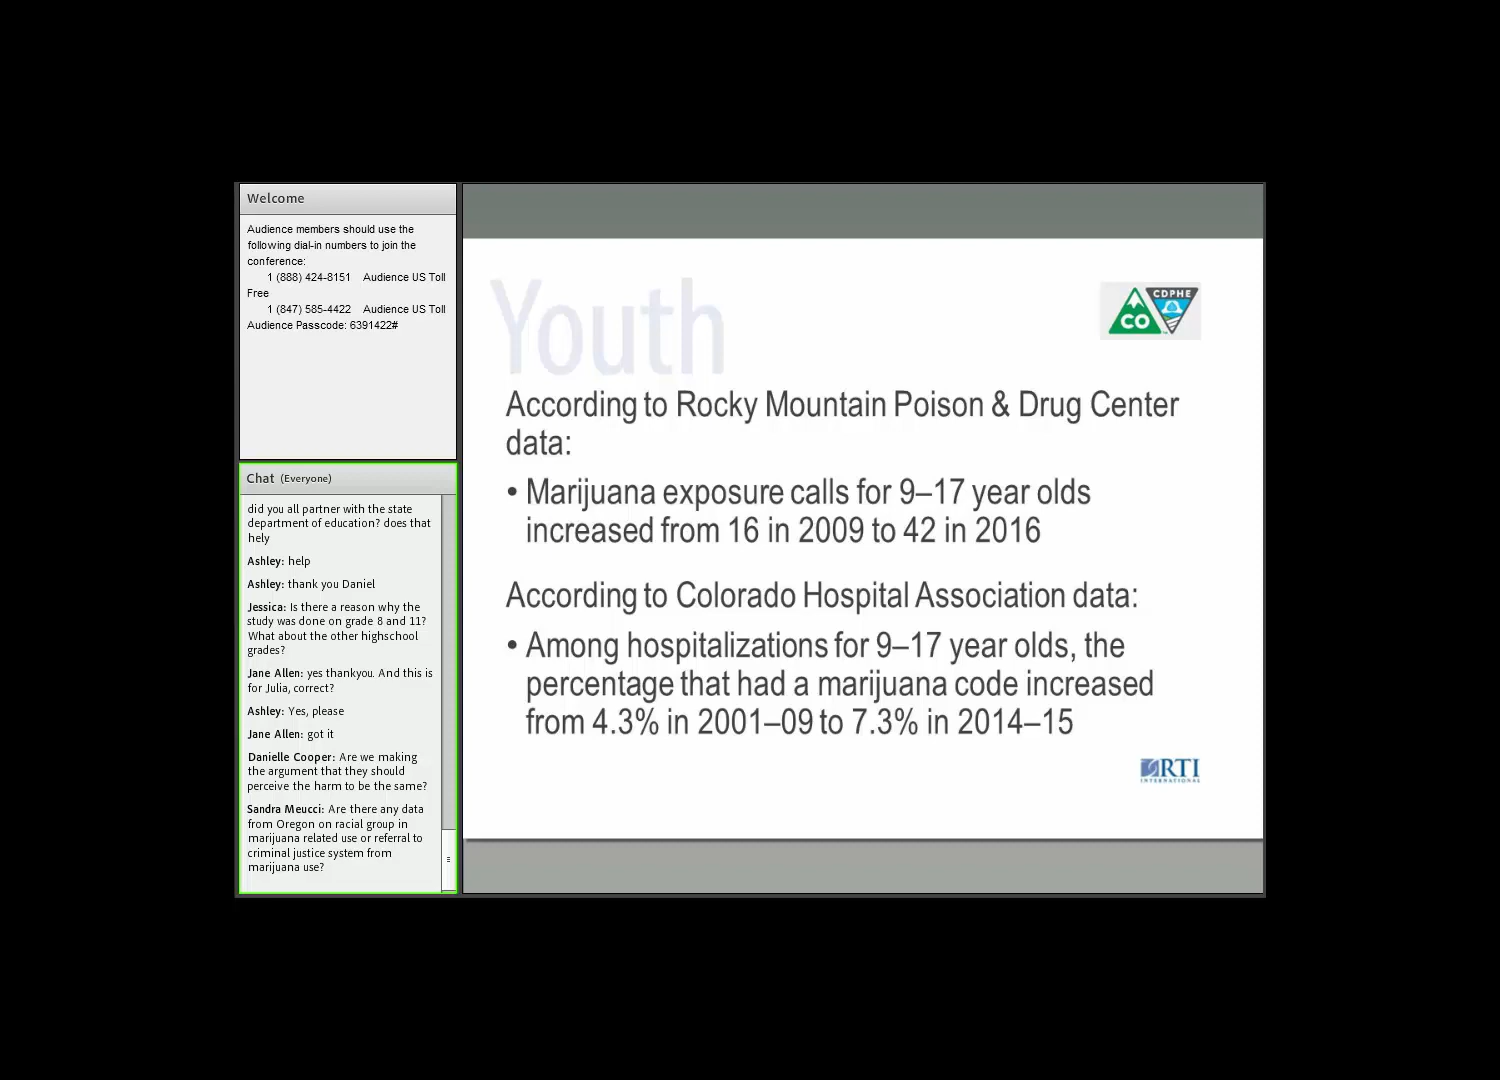 Welcome
Audience members should use the
following dial-in numbers to join the
conference:
1 (888) 424-8151 Audience US Toll
Free
1 (847) 585-4422 Audience US Toll
Audience Passcode: 6391422#
Chat (Everyone)
did you all partner with the state
department of education? does that
hely
Ashley: help
Ashley: thank you Daniel
Jessica: Is there a reason why the
study was done on grade 8 and 11?
What about the other highschool
grades?
Jane Allen: yes thankyou. And this is
for Julia, correct?
Ashley: Yes, please
Jane Allen: got it
Danielle Cooper: Are we making
the argument that they should
perceive the harm to be the same?
Sandra Meucci: Are there any data
from Oregon on racial group in
marijuana related use or referral to
criminal justice system from
marijuana use?
Youth
CO
CDPHE
According to Rocky Mountain Poison & Drug Center
data:
• Marijuana exposure calls for 9–17 year olds
increased from 16 in 2009 to 42 in 2016
According to Colorado Hospital Association data:
• Among hospitalizations for 9–17 year olds, the
percentage that had a marijuana code increased
from 4.3% in 2001–09 to 7.3% in 2014–15
RTI
INTERNATIONAL